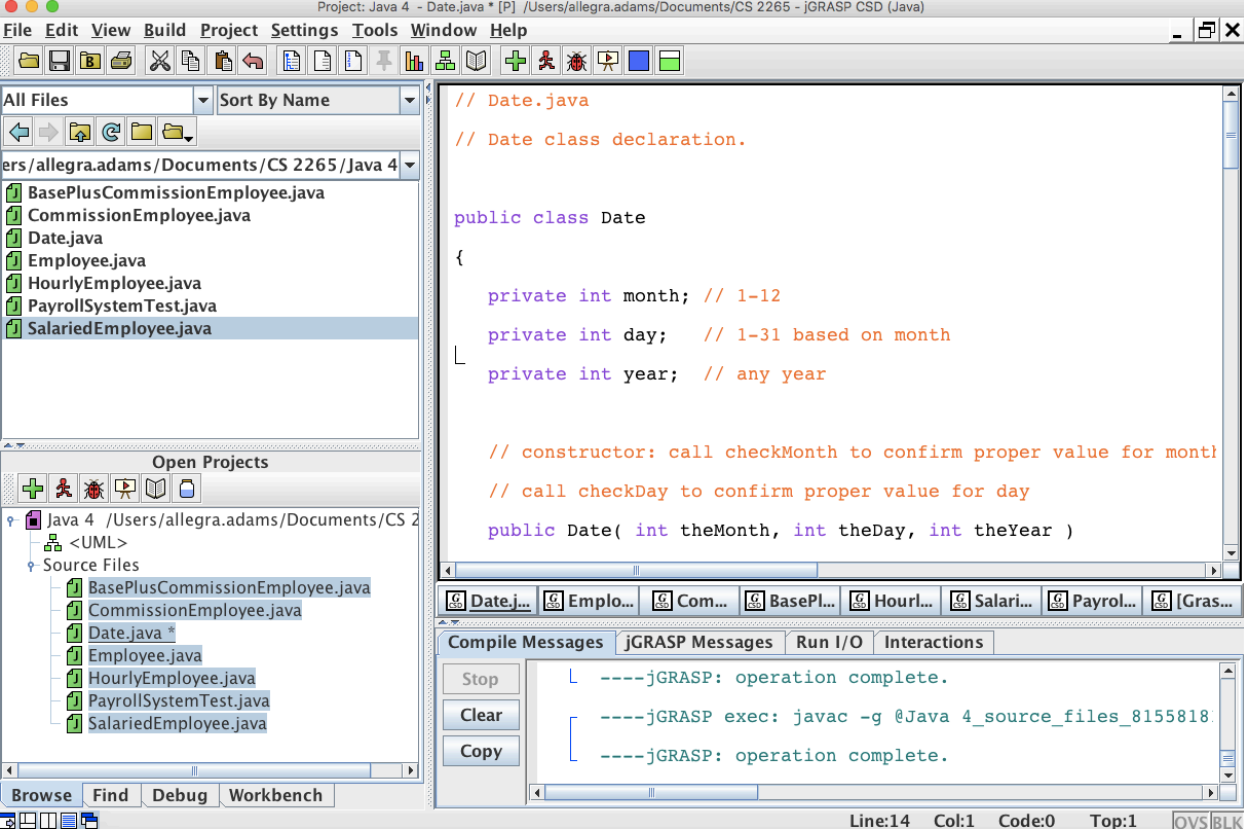 Project: Java 4 - Date.java * [P] /Users/allegra.adams/Documents/CS 2265 - jGRASP CSD (Java)
File Edit View Build Project Settings Tools Window Help
All Files
Sort By Name
ers/allegra.adams/Documents/CS 2265/Java 4
BasePlusCommissionEmployee.java
CommissionEmployee.java
Date.java
Employee.java
HourlyEmployee.java
PayrollSystemTest.java
SalariedEmployee.java
Open Projects
Java 4 /Users/allegra.adams/Documents/CS 2
<UML>
Source Files
BasePlusCommissionEmployee.java
CommissionEmployee.java
Date.java *
Employee.java
HourlyEmployee.java
PayrollSystemTest.java
SalariedEmployee.java
Browse Find Debug Workbench
// Date.java
// Date class declaration.
public class Date
{
private int month; // 1-12
private int day; // 1-31 based on month
private int year; // any year
// constructor: call checkMonth to confirm proper value for month
// call checkDay to confirm proper value for day
public Date( int theMonth, int theDay, int theYear )
Date.j... Emplo... Com... BasePl... Hourl... Salari... Payrol... [Gras...
Compile Messages jGRASP Messages Run I/O Interactions
Stop
Clear
Copy
----jGRASP: operation complete.
----jGRASP exec: javac -g @Java 4_source_files_8155818
----jGRASP: operation complete.
Line:14 Col:1 Code:0 Top:1 OVS BLK